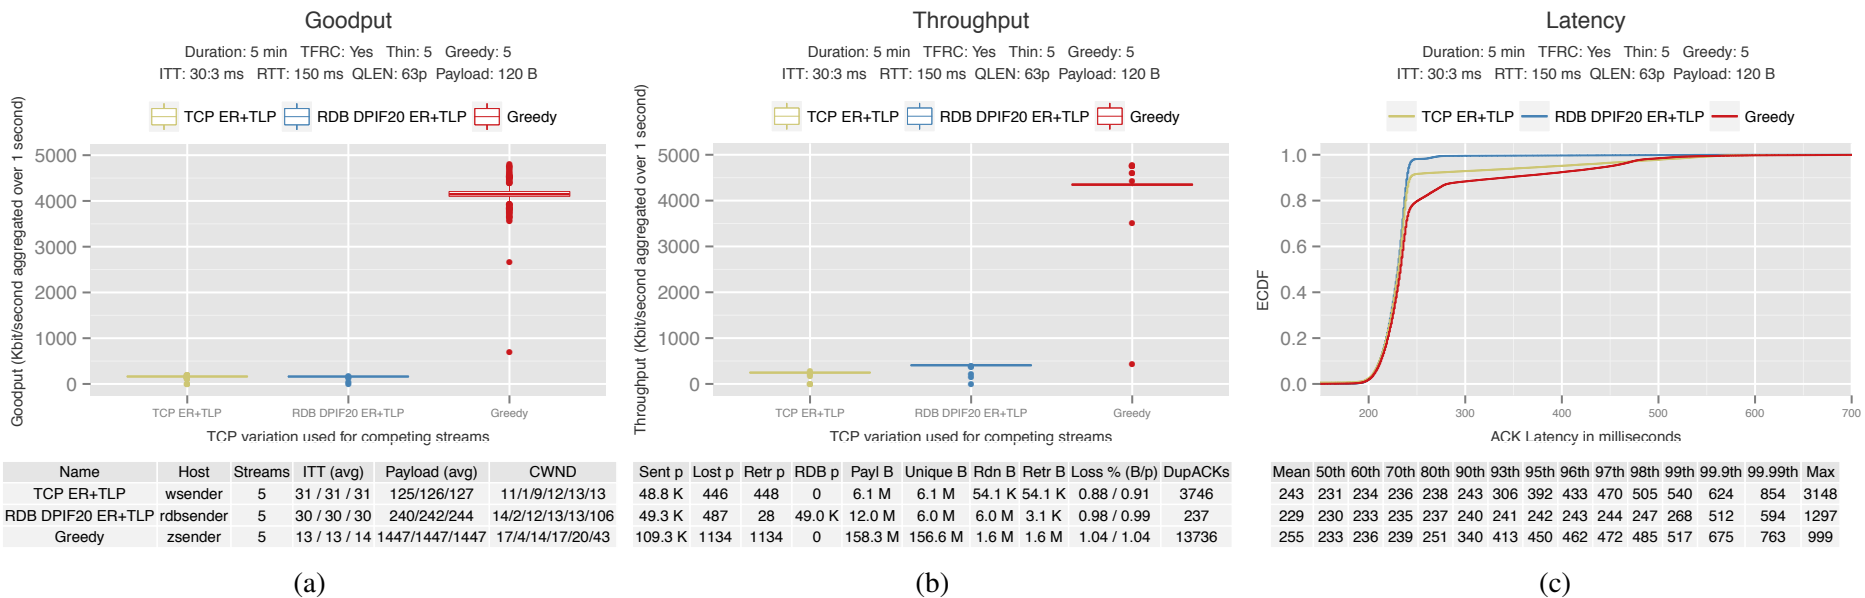 Goodput
Duration: 5 min TFRC: Yes Thin: 5 Greedy: 5
ITT: 30:3 ms RTT: 150 ms QLEN: 63p Payload: 120 B
TCP ER+TLP RDB DPIF20 ER+TLP Greedy
Goodput (Kbit/second aggregated over 1 second)
5000
4000
3000
2000
1000
0
TCP ER+TLP RDB DPIF20 ER+TLP Greedy
TCP variation used for competing streams
Name Host Streams ITT (avg) Payload (avg) CWND
TCP ER+TLP wsender 5 31 / 31 / 31 125/126/127 11/1/9/12/13/13
RDB DPIF20 ER+TLP rdbsender 5 30 / 30 / 30 240/242/244 14/2/12/13/13/106
Greedy zsender 5 13 / 13 / 14 1447/1447/1447 17/4/14/17/20/43
(a)
Throughput
Duration: 5 min TFRC: Yes Thin: 5 Greedy: 5
ITT: 30:3 ms RTT: 150 ms QLEN: 63p Payload: 120 B
TCP ER+TLP RDB DPIF20 ER+TLP Greedy
Throughput (Kbit/second aggregated over 1 second)
5000
4000
3000
2000
1000
0
TCP ER+TLP RDB DPIF20 ER+TLP Greedy
TCP variation used for competing streams
Sent p Lost p Retr p RDB p Payl B Unique B Rdn B Retr B Loss % (B/p) DupACKs
48.8 K 446 448 0 6.1 M 6.1 M 54.1 K 54.1 K 0.88 / 0.91 3746
49.3 K 487 28 49.0 K 12.0 M 6.0 M 6.0 M 3.1 K 0.98 / 0.99 237
109.3 K 1134 1134 0 158.3 M 156.6 M 1.6 M 1.6 M 1.04 / 1.04 13736
(b)
Latency
Duration: 5 min TFRC: Yes Thin: 5 Greedy: 5
ITT: 30:3 ms RTT: 150 ms QLEN: 63p Payload: 120 B
TCP ER+TLP RDB DPIF20 ER+TLP Greedy
ECDF
1.0
0.8
0.6
0.4
0.2
0.0
200 300 400 500 600 700
ACK Latency in milliseconds
Mean 50th 60th 70th 80th 90th 93th 95th 96th 97th 98th 99th 99.9th 99.99th Max
243 231 234 236 238 243 306 392 433 470 505 540 624 854 3148
229 230 233 235 237 240 241 242 243 244 247 268 512 594 1297
255 233 236 239 251 340 413 450 462 472 485 517 675 763 999
(c)